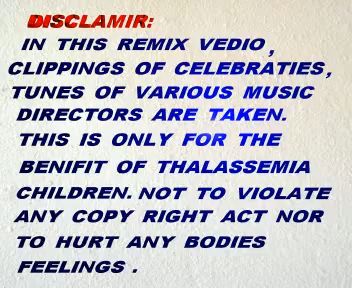 DISCLAMIR:
IN THIS REMIX VEDIO,
CLIPPINGS OF CELEBRATIES,
TUNES OF VARIOUS MUSIC
DIRECTORS ARE TAKEN.
THIS IS ONLY FOR THE
BENIFIT OF THALASSEMIA
CHILDREN. NOT TO VIOLATE
ANY COPY RIGHT ACT NOR
TO HURT ANY BODIES
FEELINGS.